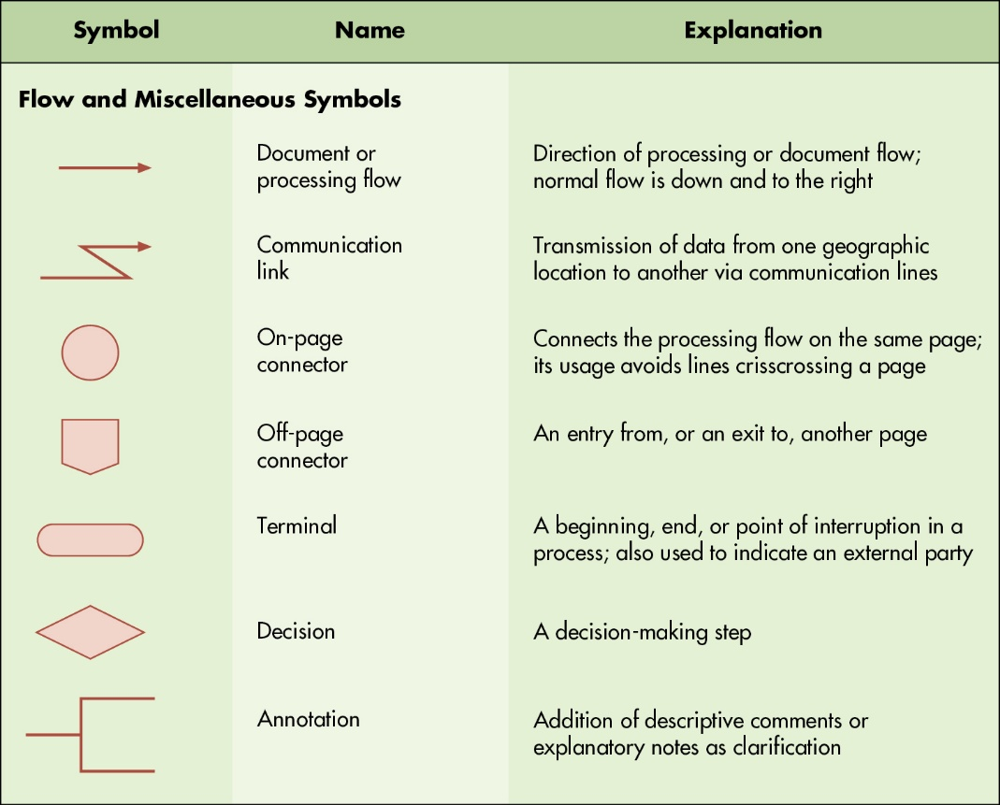 Symbol Name Explanation
Flow and Miscellaneous Symbols
Document or
processing flow
Direction of processing or document flow;
normal flow is down and to the right
Communication
link
Transmission of data from one geographic
location to another via communication lines
On-page
connector
Connects the processing flow on the same page;
its usage avoids lines crisscrossing a page
Off-page
connector
An entry from, or an exit to, another page
Terminal
A beginning, end, or point of interruption in a
process; also used to indicate an external party
Decision
A decision-making step
Annotation
Addition of descriptive comments or
explanatory notes as clarification